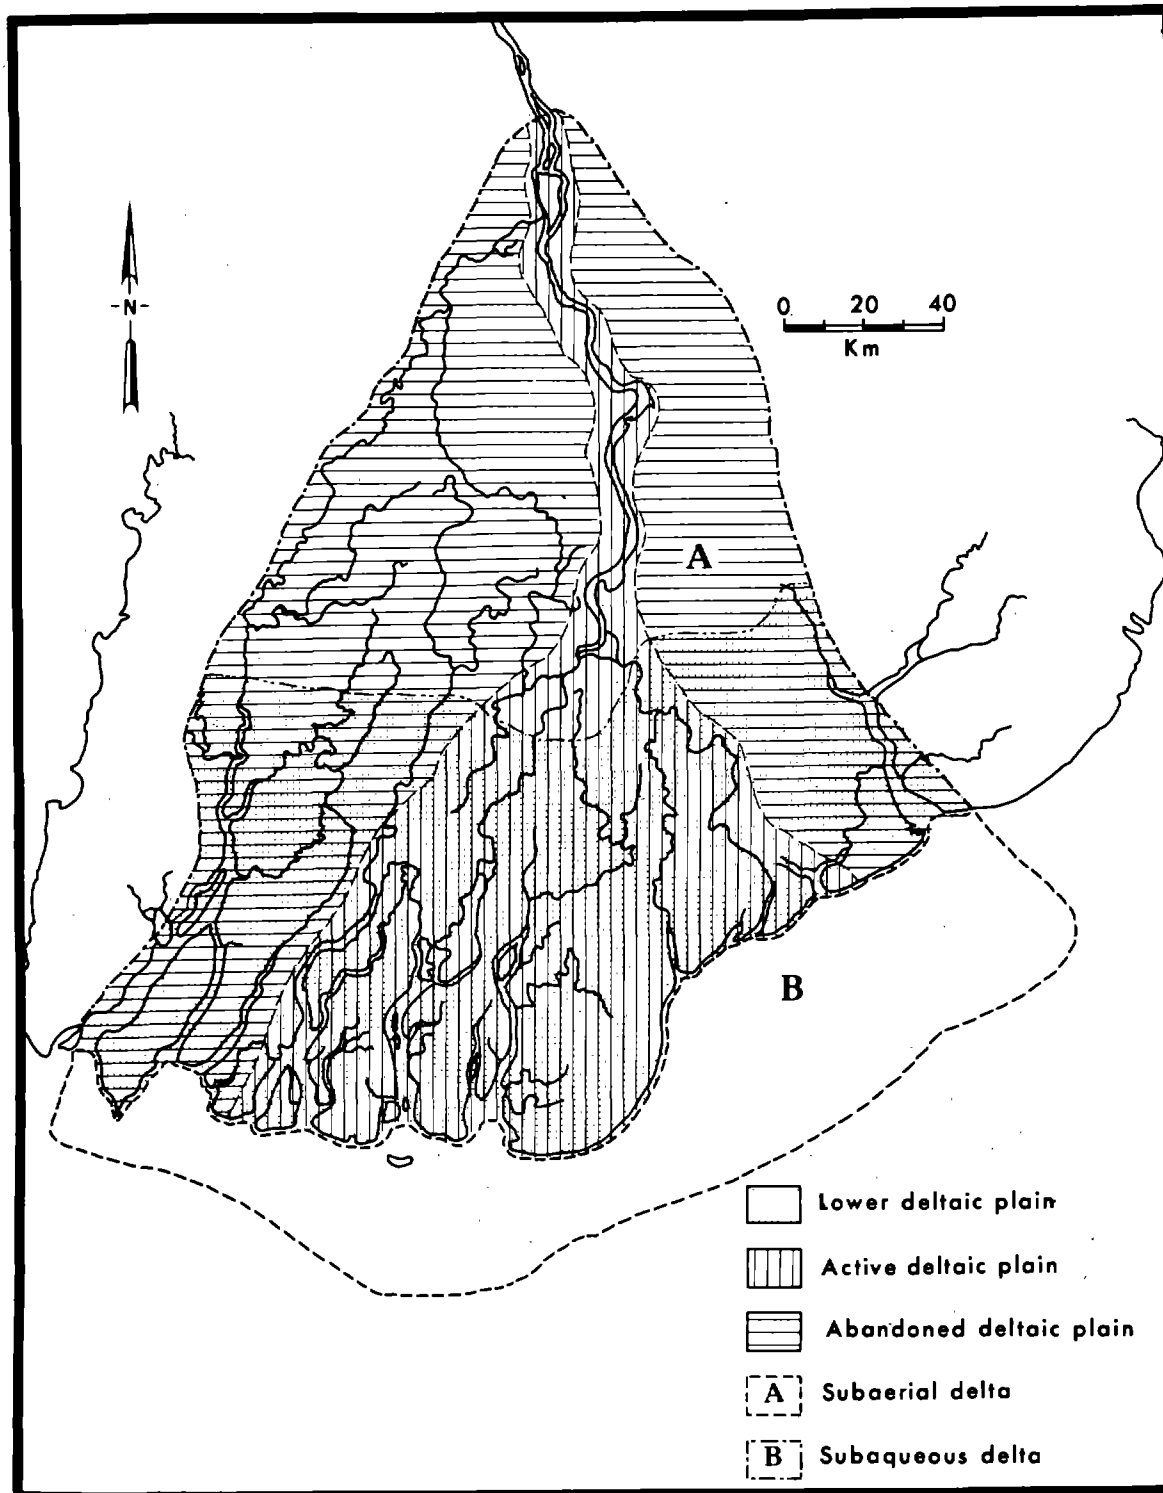 -N-
0 20 40
Km
A
B
Lower deltaic plain
Active deltaic plain
Abandoned deltaic plain
A Subaerial delta
B Subaqueous delta